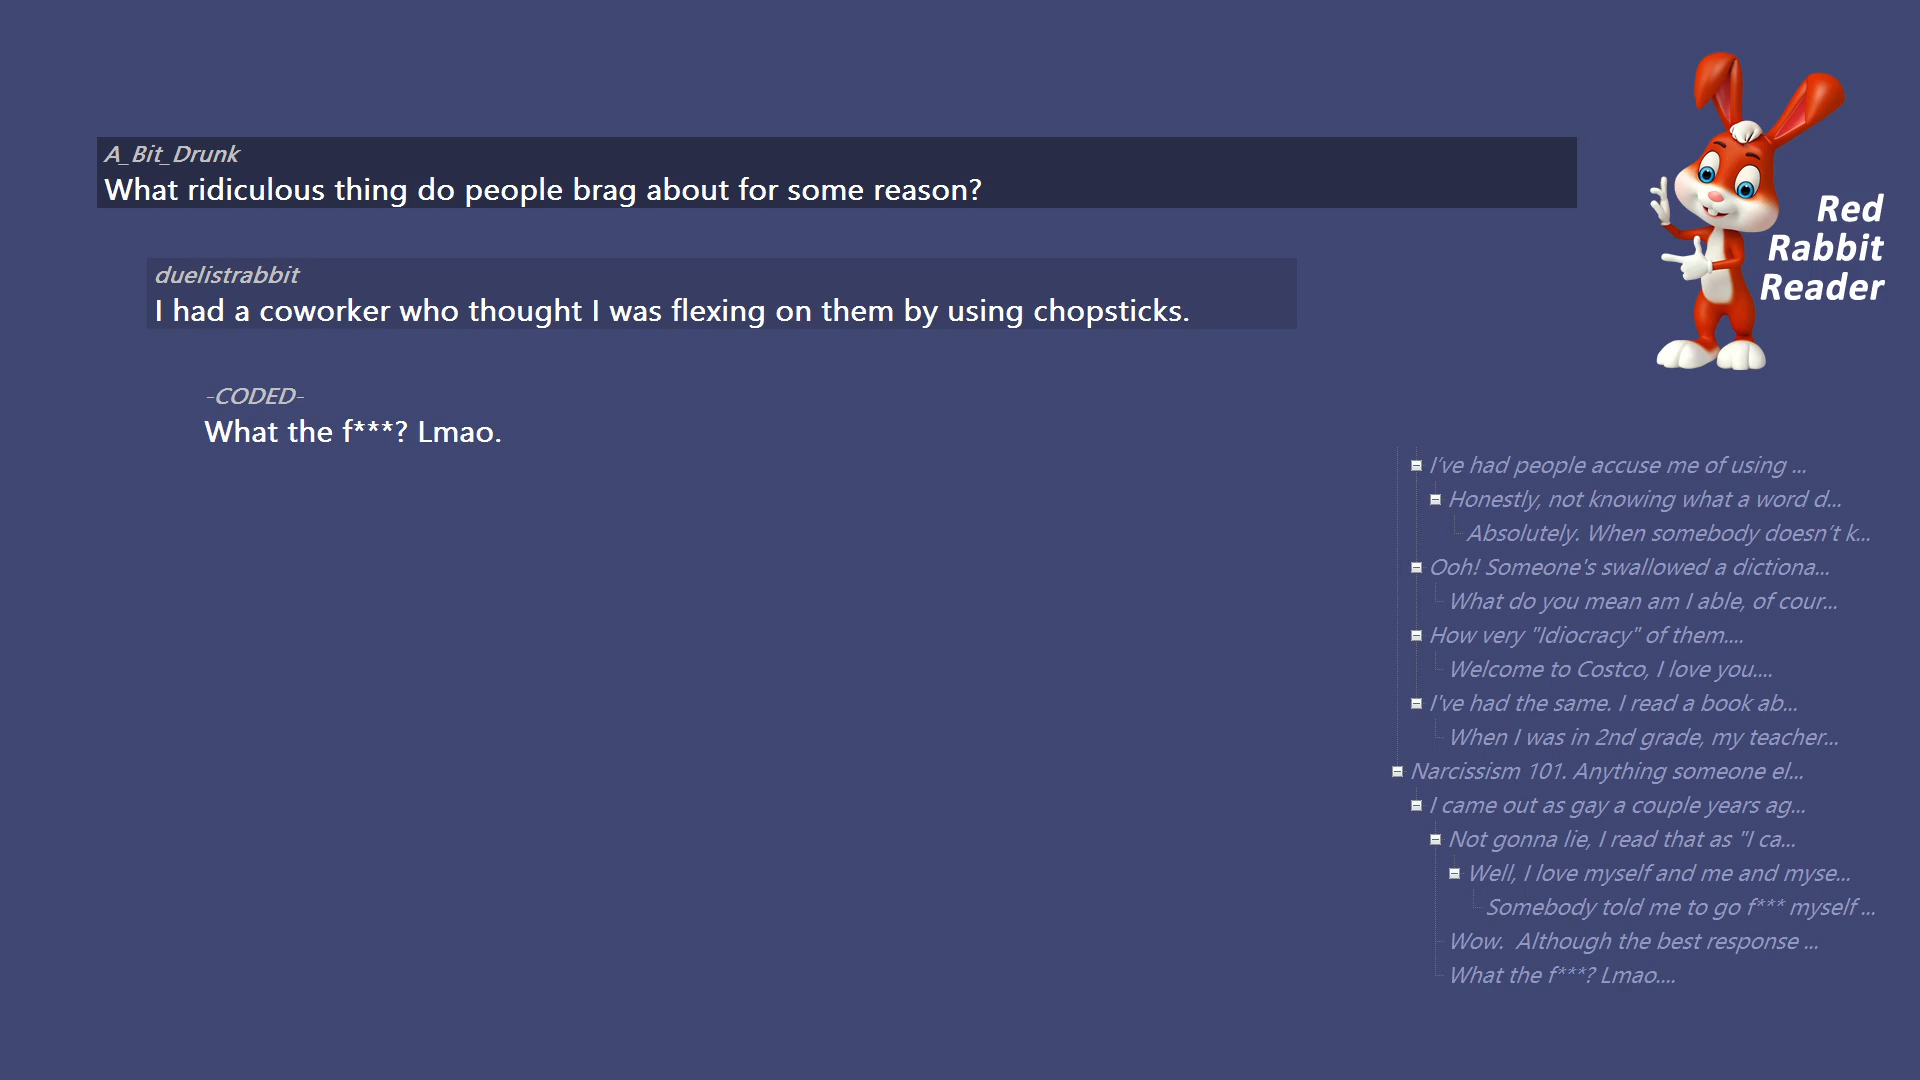 A_Bit_Drunk
What ridiculous thing do people brag about for some reason?
duelistrabbit
I had a coworker who thought I was flexing on them by using chopsticks.
-CODED-
What the f***? Lmao.
Red
Rabbit
Reader
I've had people accuse me of using ...
Honestly, not knowing what a word d...
Absolutely. When somebody doesn't k...
Ooh! Someone's swallowed a dictiona...
What do you mean am I able, of cour...
How very "Idiocracy" of them....
Welcome to Costco, I love you....
I've had the same. I read a book ab...
When I was in 2nd grade, my teacher...
Narcissism 101. Anything someone el...
I came out as gay a couple years ag...
Not gonna lie, I read that as "I ca...
Well, I love myself and me and myse...
Somebody told me to go f*** myself ...
Wow.  Although the best response ...
What the f***? Lmao....